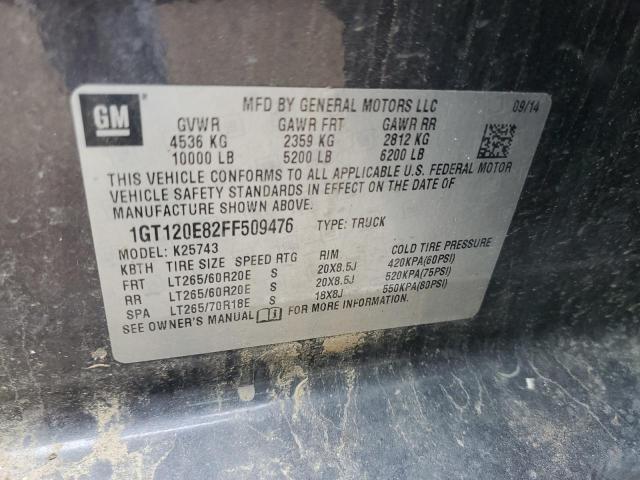 GM
MFD BY GENERAL MOTORS LLC 09/14
GVWR GAWR FRT GAWR RR
4536 KG 2359 KG 2812 KG
10000 LB 5200 LB 6200 LB
THIS VEHICLE CONFORMS TO ALL APPLICABLE U.S. FEDERAL MOTOR
VEHICLE SAFETY STANDARDS IN EFFECT ON THE DATE OF
MANUFACTURE SHOWN ABOVE.
1GT120E82FF509476 TYPE: TRUCK
MODEL: K25743
KBTH TIRE SIZE SPEED RTG RIM COLD TIRE PRESSURE
FRT LT265/60R20E S 20X8.5J 420KPA(60PSI)
RR LT265/60R20E S 20X8.5J 520KPA(75PSI)
SPA LT265/70R18E S 18X8J 550KPA(80PSI)
SEE OWNER'S MANUAL FOR MORE INFORMATION.